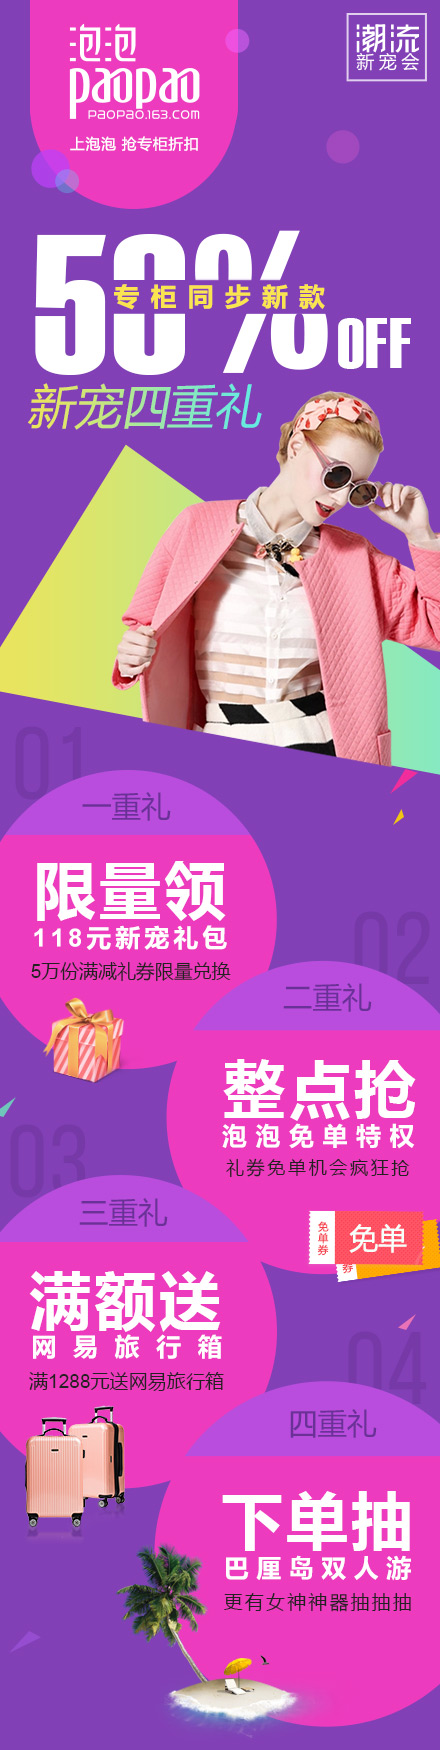 泡泡
paopao
PAOPAO.163.com
上泡泡 抢专柜折扣
潮流
新宠会
50%OFF
专柜同步新款
新宠四重礼
01
一重礼
限量领
118元新宠礼包
5万份满减礼券限量兑换
02
二重礼
整点抢
泡泡免单特权
礼券免单机会疯狂抢
免单券
免单
券
03
三重礼
满额送
网易旅行箱
满1288元送网易旅行箱
04
四重礼
下单抽
巴厘岛双人游
更有女神神器抽抽抽